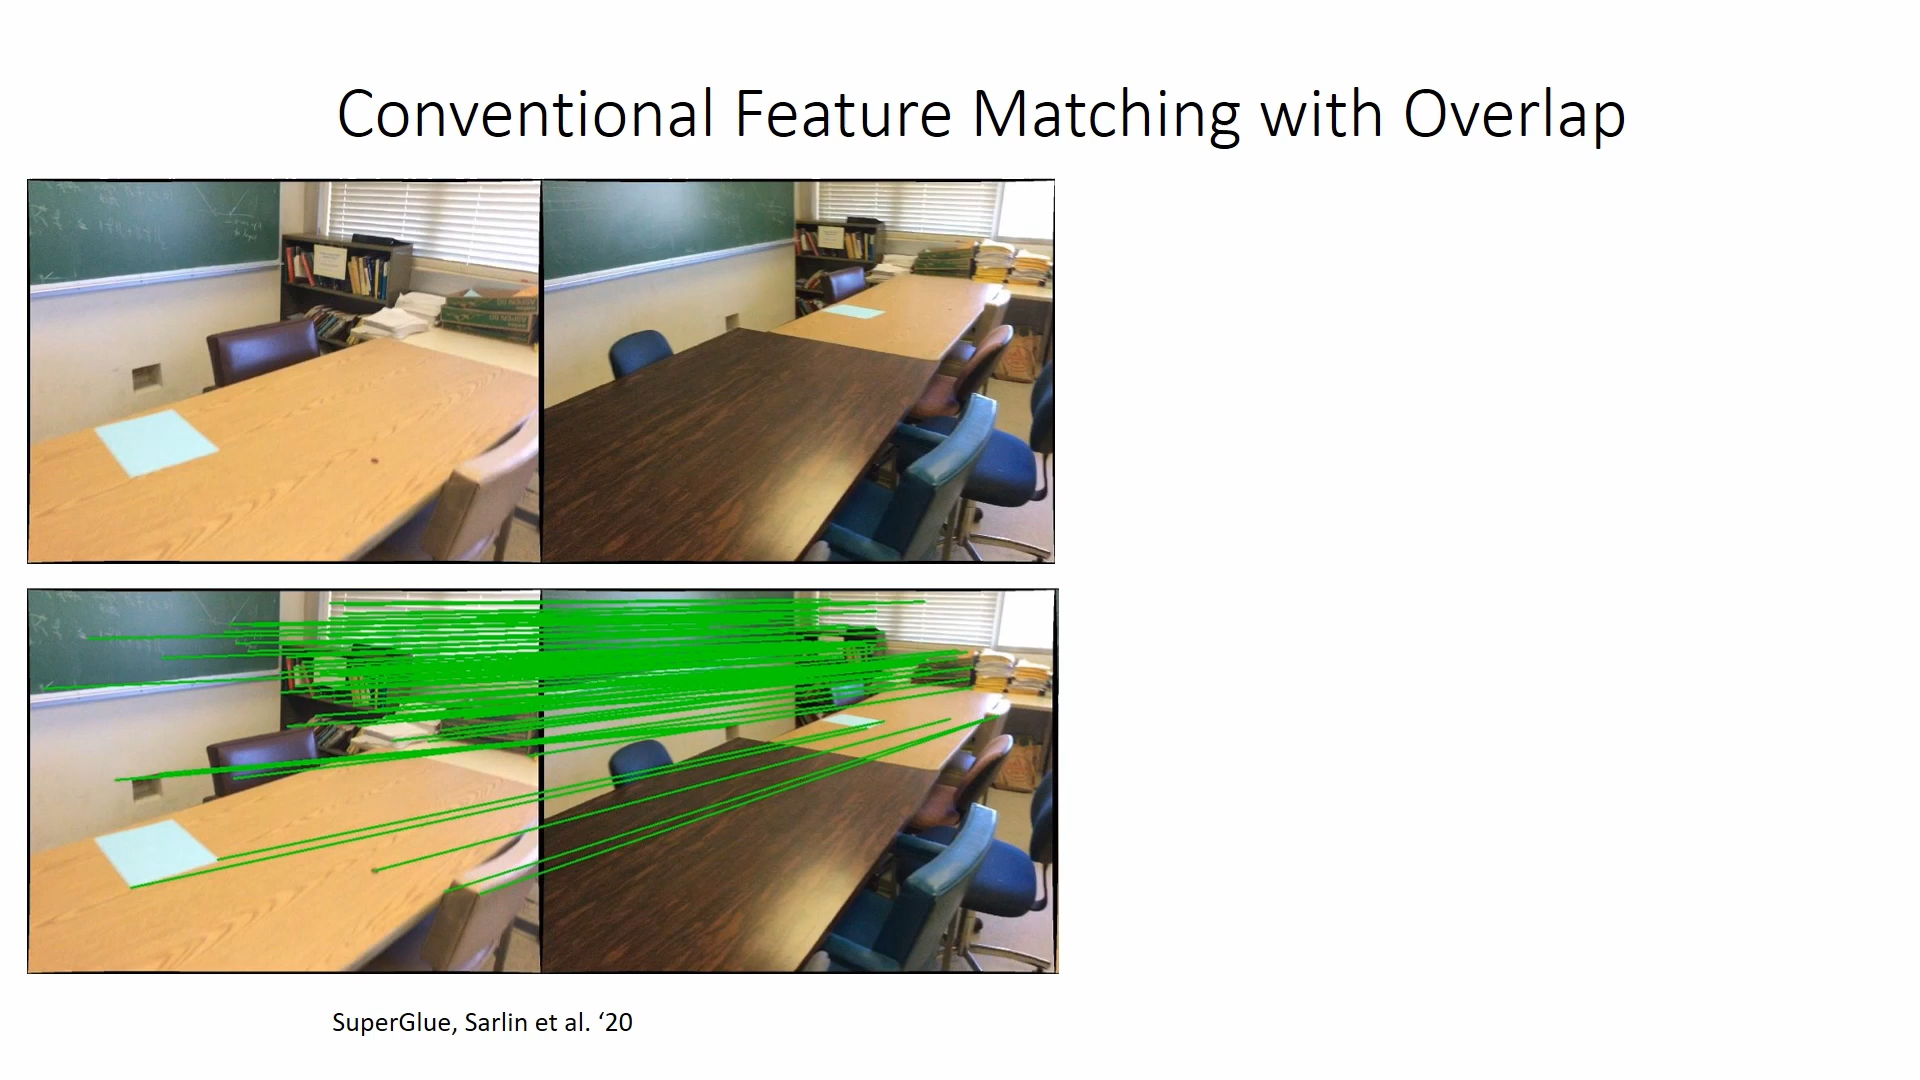 Conventional Feature Matching with Overlap
SuperGlue, Sarlin et al. ‘20